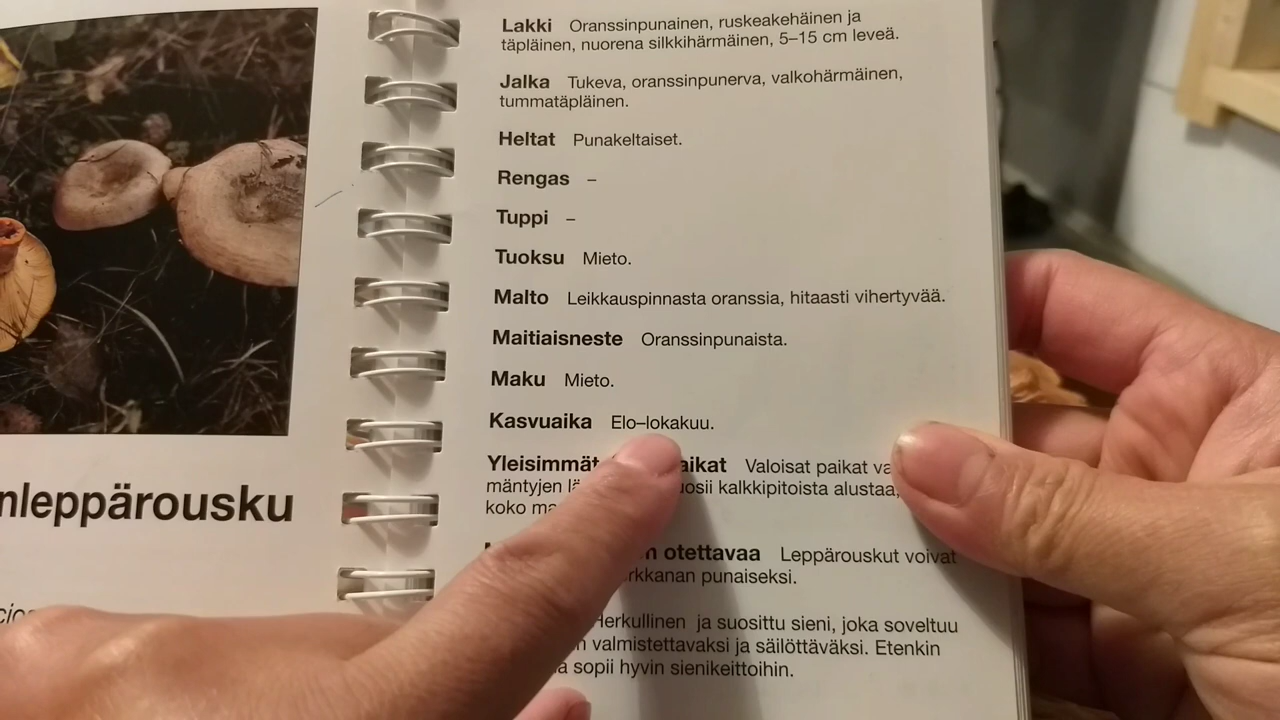 nleppärousku
Lakki Oranssinpunainen, ruskeakehäinen ja
täpläinen, nuorena silkkihärmäinen, 5–15 cm leveä.
Jalka Tukeva, oranssinpunerva, valkohärmäinen,
tummatäpläinen.
Heltat Punakeltaiset.
Rengas –
Tuppi –
Tuoksu Mieto.
Malto Leikkauspinnasta oranssia, hitaasti vihertyvää.
Maitiaisneste Oranssinpunaista.
Maku Mieto.
Kasvuaika Elo–lokakuu.
Yleisimmät aikat Valoisat paikat va
mäntyjen uosii kalkkipitoista alustaa,
koko
otettavaa Leppärouskut voivat
rkkanan punaiseksi.
Herkullinen ja suosittu sieni, joka soveltuu
valmistettavaksi ja säilöttäväksi. Etenkin
sopii hyvin sienikeittoihin.